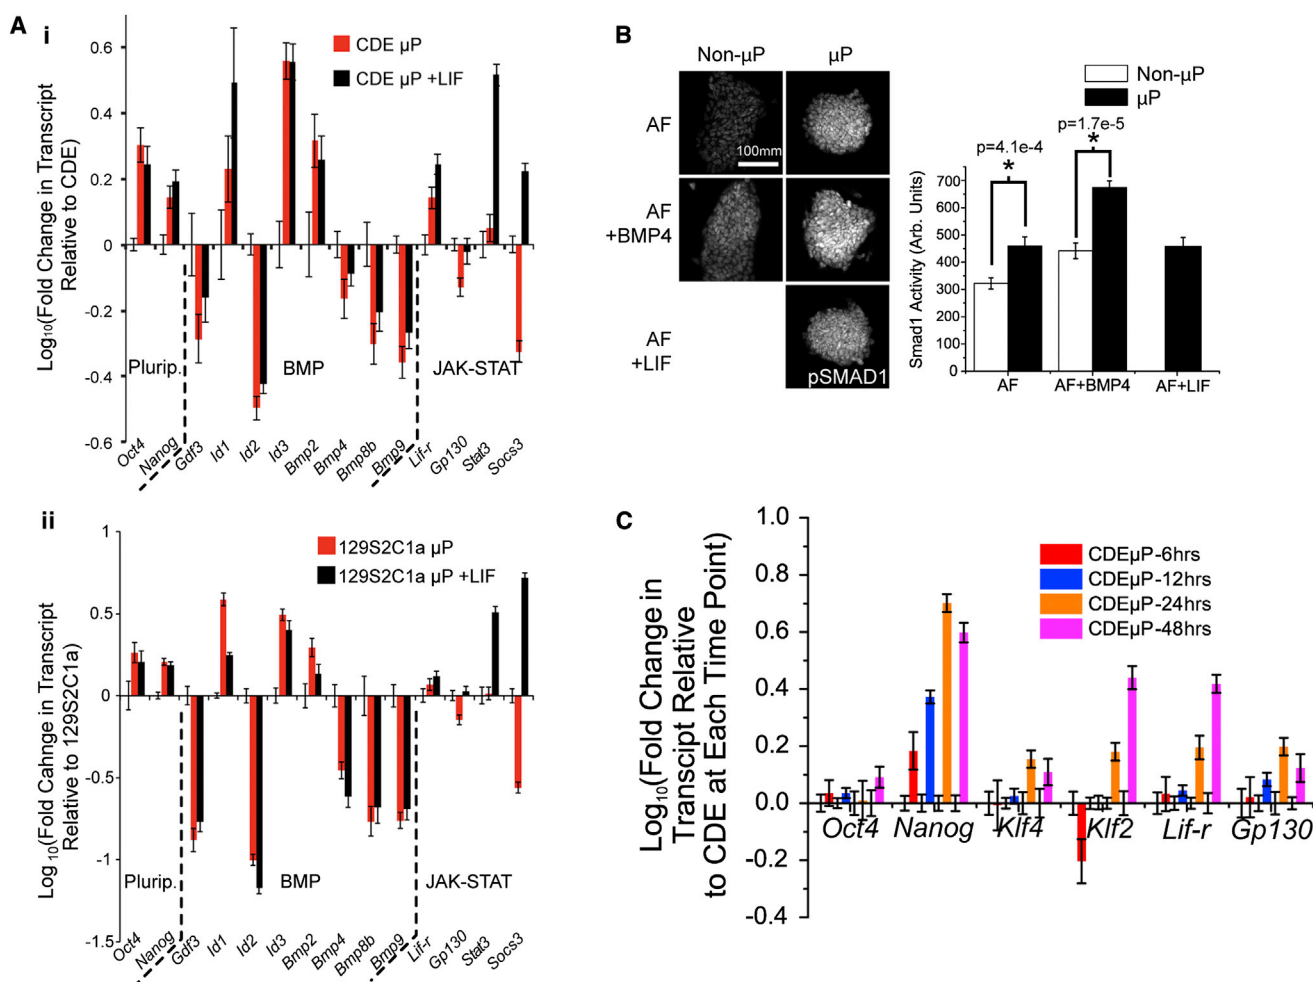 A
i
Log₁₀(Fold Change in Transcript
Relative to CDE)
0.6
0.4
0.2
0
-0.2
-0.4
-0.6
CDE µP
CDE µP +LIF
Plurip.
BMP
JAK-STAT
Oct4
Nanog
Gdf3
Id1
Id2
Id3
Bmp2
Bmp4
Bmp8b
Bmp9
Lif-r
Gp130
Stat3
Socs3
ii
Log ₁₀(Fold Cahnge in Transcript
Relative to 129S2C1a)
1
0.5
0
-0.5
-1
-1.5
129S2C1a µP
129S2C1a µP +LIF
Plurip.
BMP
JAK-STAT
Oct4
Nanog
Gdf3
Id1
Id2
Id3
Bmp2
Bmp4
Bmp8b
Bmp9
Lif-r
Gp130
Stat3
Socs3
B
Non-µP
µP
AF
100mm
AF
+BMP4
AF
+LIF
pSMAD1
Non-µP
µP
p=4.1e-4
*
p=1.7e-5
*
Smad1 Activity (Arb. Units)
700
600
500
400
300
200
100
0
AF
AF+BMP4
AF+LIF
C
Log₁₀(Fold Change in
Transcipt Relative
to CDE at Each Time Point)
1.0
0.8
0.6
0.4
0.2
0.0
-0.2
-0.4
CDEµP-6hrs
CDEµP-12hrs
CDEµP-24hrs
CDEµP-48hrs
Oct4
Nanog
Klf4
Klf2
Lif-r
Gp130